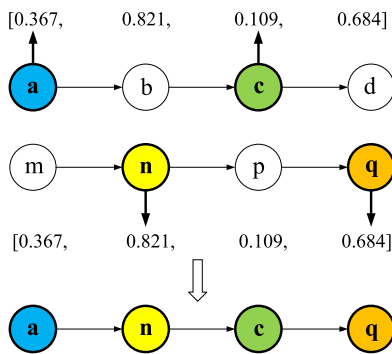 [0.367, 0.821, 0.109, 0.684]
a b c d
m n p q
[0.367, 0.821, 0.109, 0.684]
a n c q